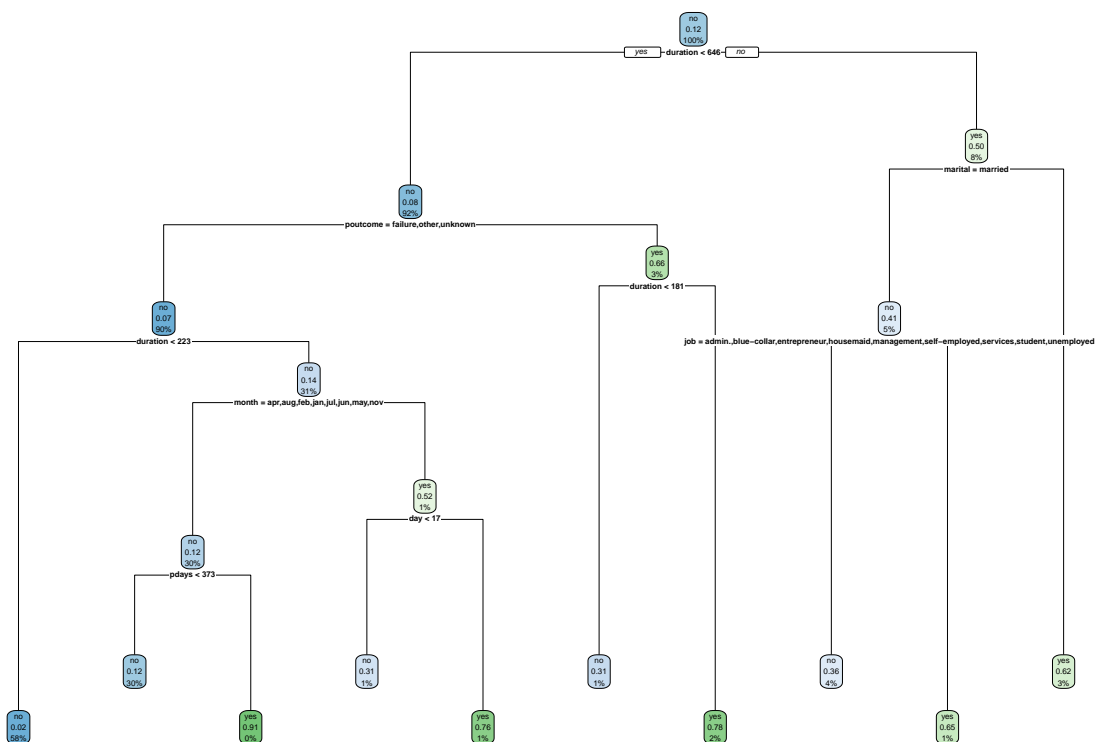 no
0.12
100%
yes duration < 646 no
yes
0.50
8%
marital = married
no
0.08
92%
poutcome = failure,other,unknown
yes
0.66
3%
duration < 181
no
0.07
90%
duration < 223
no
0.41
5%
job = admin.,blue−collar,entrepreneur,housemaid,management,self−employed,services,student,unemployed
no
0.14
31%
month = apr,aug,feb,jan,jul,jun,may,nov
yes
0.52
1%
day < 17
no
0.12
30%
pdays < 373
no
0.12
30%
no
0.31
1%
no
0.31
1%
no
0.36
4%
yes
0.62
3%
no
0.02
58%
yes
0.91
0%
yes
0.76
1%
yes
0.78
2%
yes
0.65
1%